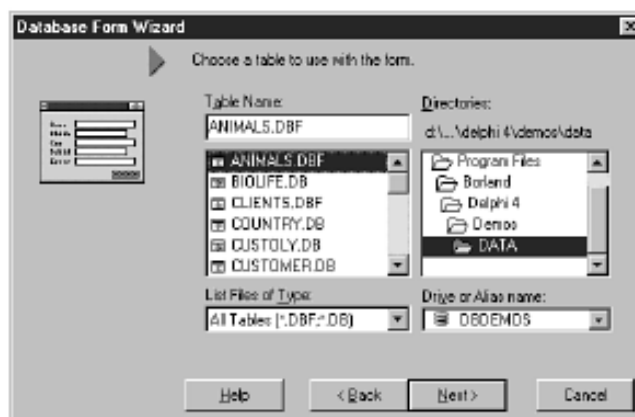 Database Form Wizard
Choose a table to use with the form.
Table Name:
ANIMALS.DBF
ANIMALS.DBF
BIOLIFE.DB
CLIENTS.DBF
COUNTRY.DB
CUSTOLY.DB
CUSTOMER.DB
List Files of Type:
All Tables (*.DBF;*.DB)
Directories:
d:\...\delphi 4\demos\data
Program Files
Borland
Delphi 4
Demos
DATA
Drive or Alias name:
DBDEMOS
Help
< Back
Next >
Cancel